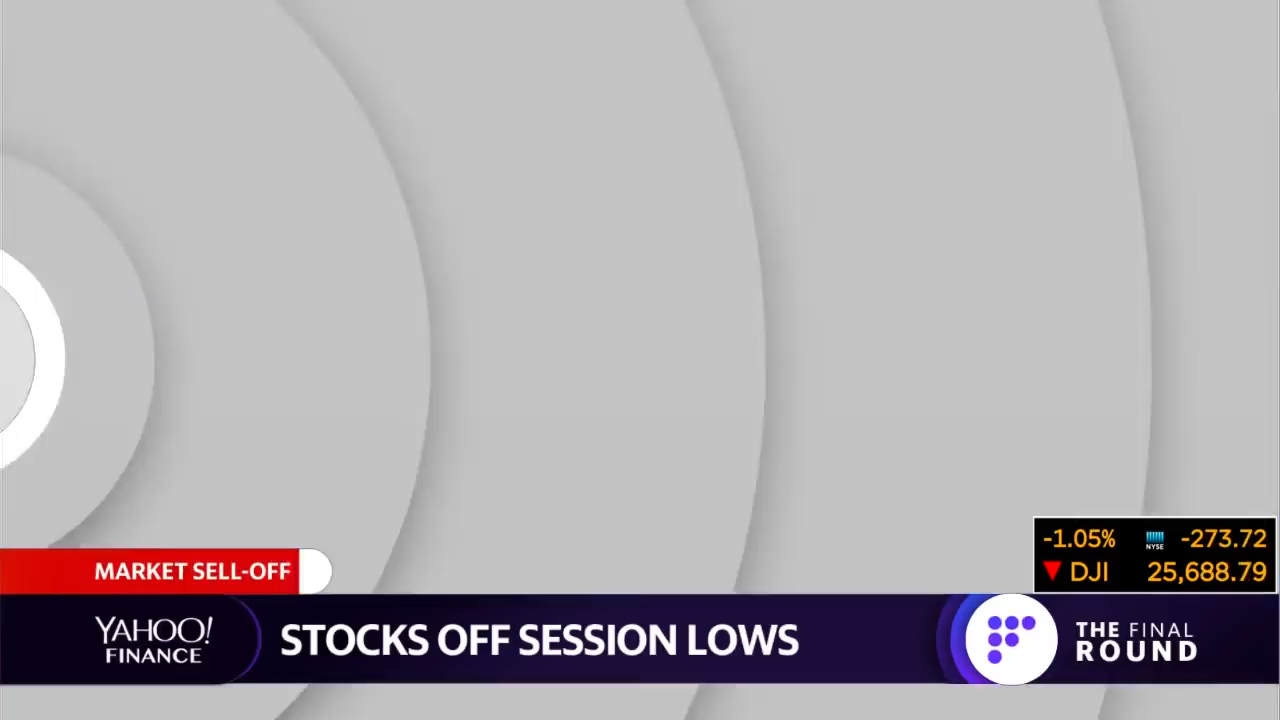 -1.05% NYSE -273.72
▼ DJI 25,688.79
MARKET SELL-OFF
YAHOO!
FINANCE
STOCKS OFF SESSION LOWS
THE FINAL
ROUND